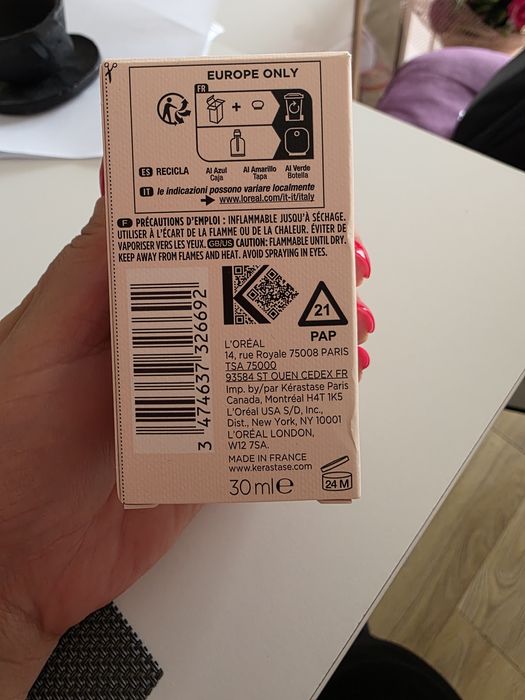 EUROPE ONLY
FR
+
ES RECICLA
Al Azul Caja
Al Amarillo Tapa
Al Verde Botella
IT le indicazioni possono variare localmente
www.loreal.com/it-it/italy
F PRÉCAUTIONS D'EMPLOI : INFLAMMABLE JUSQU'À SÉCHAGE.
UTILISER À L'ÉCART DE LA FLAMME OU DE LA CHALEUR. ÉVITER DE
VAPORISER VERS LES YEUX. GB/US CAUTION: FLAMMABLE UNTIL DRY.
KEEP AWAY FROM FLAMES AND HEAT. AVOID SPRAYING IN EYES.
3 474637 326692
K
21
PAP
L'ORÉAL
14, rue Royale 75008 PARIS
TSA 75000
93584 ST OUEN CEDEX FR
Imp. by/par Kérastase Paris
Canada, Montréal H4T 1K5
L'Oréal USA S/D, Inc.,
Dist., New York, NY 10001
L'ORÉAL LONDON,
W12 7SA.
MADE IN FRANCE
www.kerastase.com
30 ml e
24 M